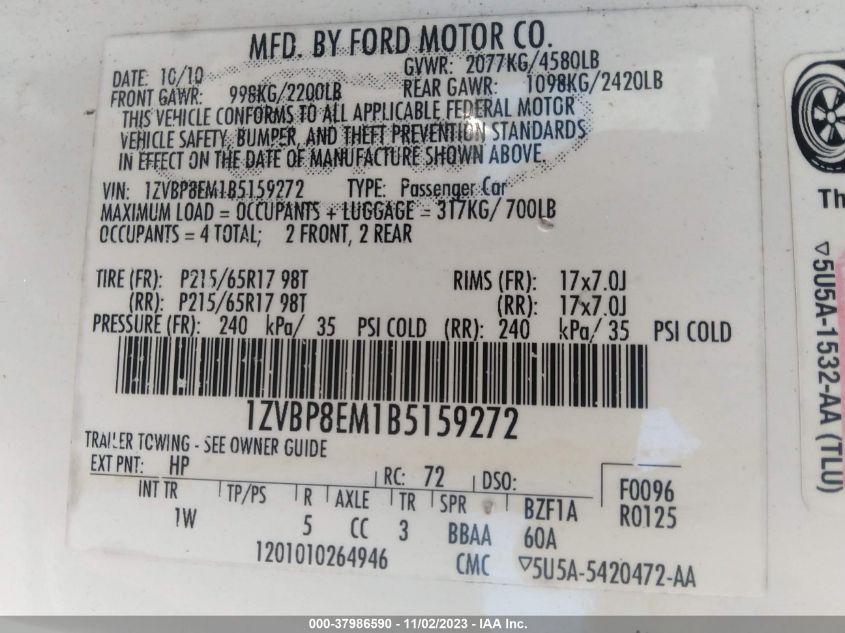 MFD. BY FORD MOTOR CO.
DATE: 10/10 GVWR: 2077KG/4580LB
FRONT GAWR: 998KG/2200LB REAR GAWR: 1098KG/2420LB
THIS VEHICLE CONFORMS TO ALL APPLICABLE FEDERAL MOTOR
VEHICLE SAFETY, BUMPER, AND THEFT PREVENTION STANDARDS
IN EFFECT ON THE DATE OF MANUFACTURE SHOWN ABOVE.
VIN: 1ZVBP8EM1B5159272 TYPE: Passenger Car
MAXIMUM LOAD = OCCUPANTS + LUGGAGE = 317KG/ 700LB
OCCUPANTS = 4 TOTAL; 2 FRONT, 2 REAR
TIRE (FR): P215/65R17 98T RIMS (FR): 17x7.0J
(RR): P215/65R17 98T (RR): 17x7.0J
PRESSURE (FR): 240 kPa/ 35 PSI COLD (RR): 240 kPa/ 35 PSI COLD
1ZVBP8EM1B5159272
TRAILER TOWING - SEE OWNER GUIDE
EXT PNT: HP RC: 72 DSO:
INT TR TP/PS R AXLE TR SPR BZF1A F0096
1W 5 CC 3 BBAA 60A R0125
1201010264946 CMC ▽5U5A-5420472-AA
Th
▽5U5A-1532-AA (TLU)
000-37986590 - 11/02/2023 - 1561 - IAA Inc.